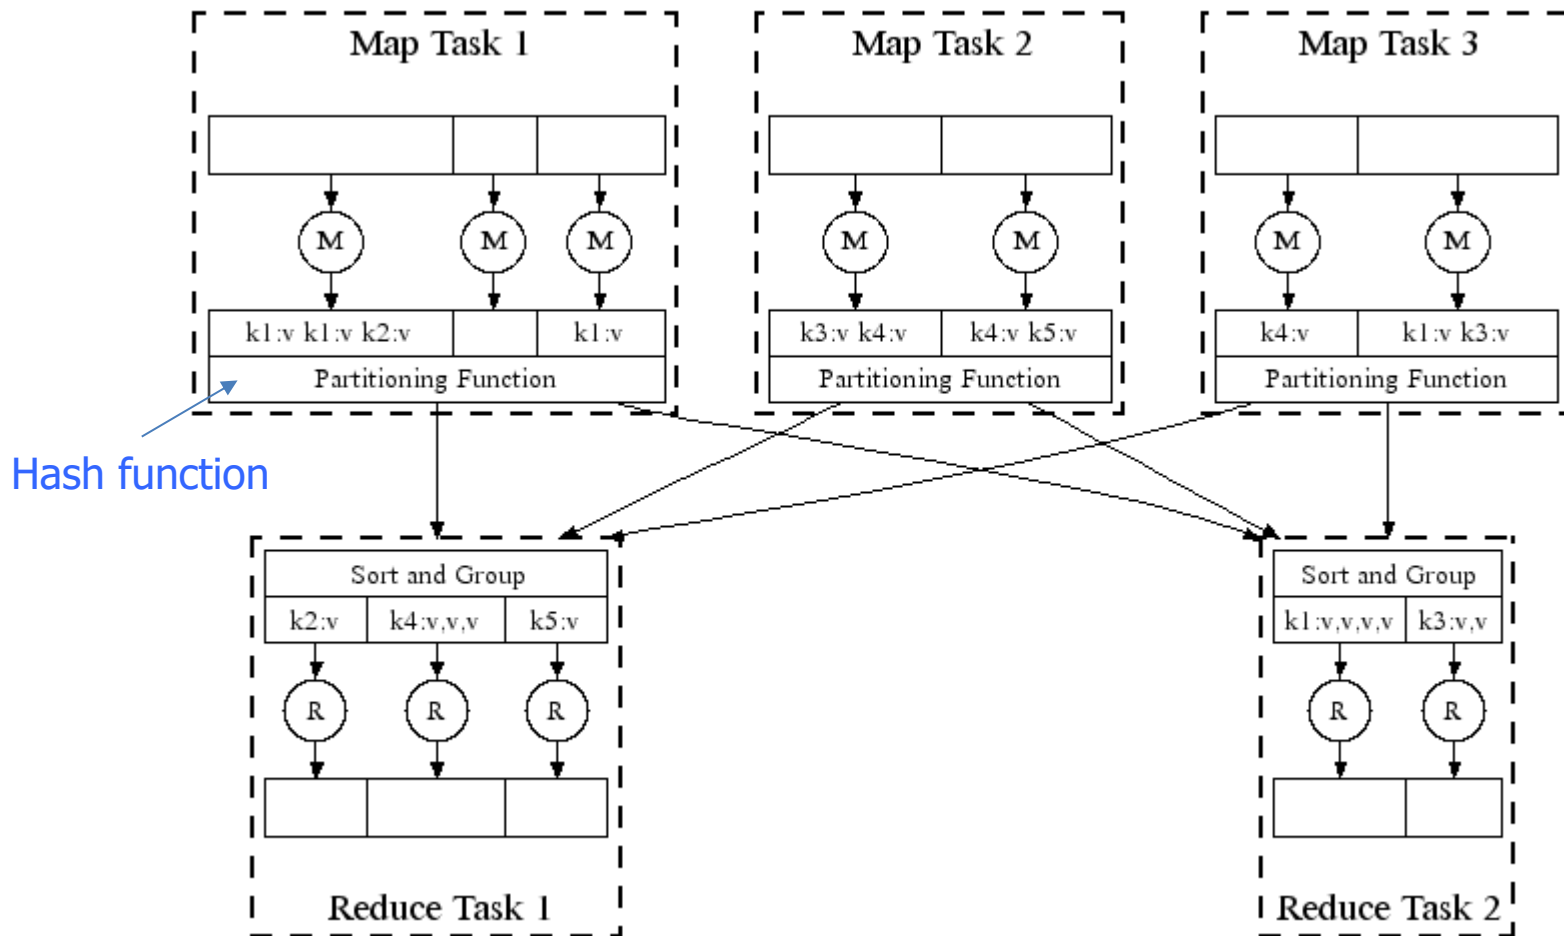 Map Task 1
Map Task 2
Map Task 3
M
M
M
M
M
M
M
k1:v k1:v k2:v
k1:v
k3:v k4:v
k4:v k5:v
k4:v
k1:v k3:v
Partitioning Function
Partitioning Function
Partitioning Function
Hash function
Sort and Group
Sort and Group
k2:v
k4:v,v,v
k5:v
k1:v,v,v,v
k3:v,v
R
R
R
R
R
Reduce Task 1
Reduce Task 2